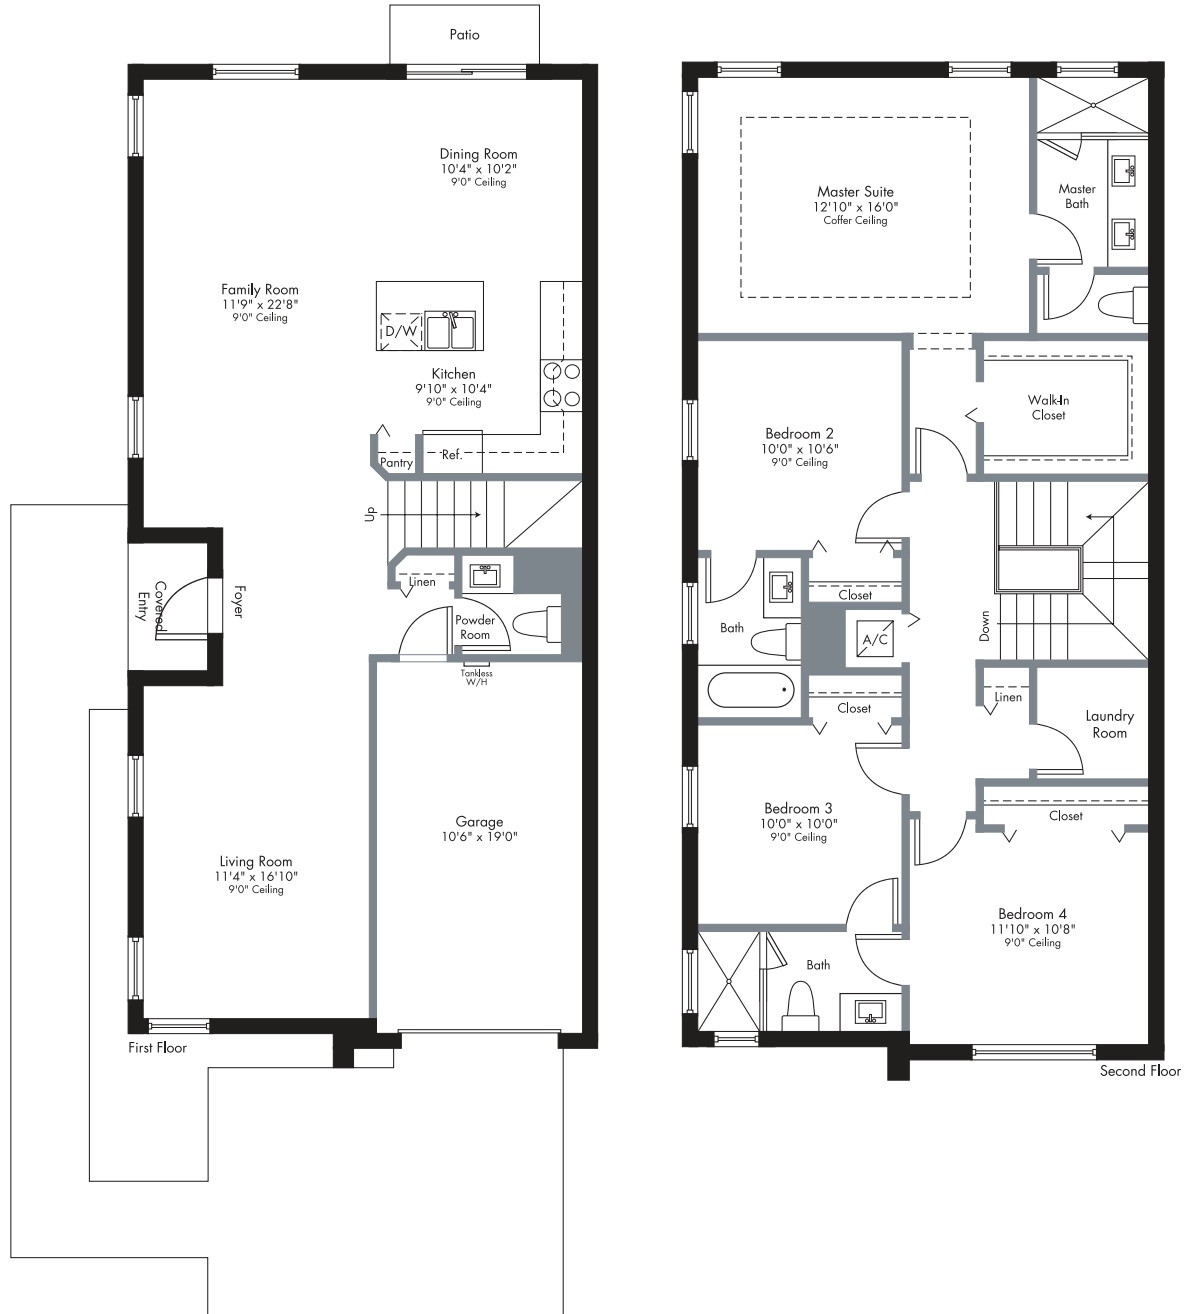 Patio
Dining Room
10'4" x 10'2"
9'0" Ceiling
Family Room
11'9" x 22'8"
9'0" Ceiling
D/W
Kitchen
9'10" x 10'4"
9'0" Ceiling
Pantry
Ref.
Up
Linen
Covered
Entry
Foyer
Powder
Room
Tankless
W/H
Garage
10'6" x 19'0"
Living Room
11'4" x 16'10"
9'0" Ceiling
First Floor
Master Suite
12'10" x 16'0"
Coffer Ceiling
Master
Bath
Walk-In
Closet
Bedroom 2
10'0" x 10'6"
9'0" Ceiling
Closet
Bath
A/C
Down
Closet
Linen
Laundry
Room
Bedroom 3
10'0" x 10'0"
9'0" Ceiling
Closet
Bedroom 4
11'10" x 10'8"
9'0" Ceiling
Bath
Second Floor